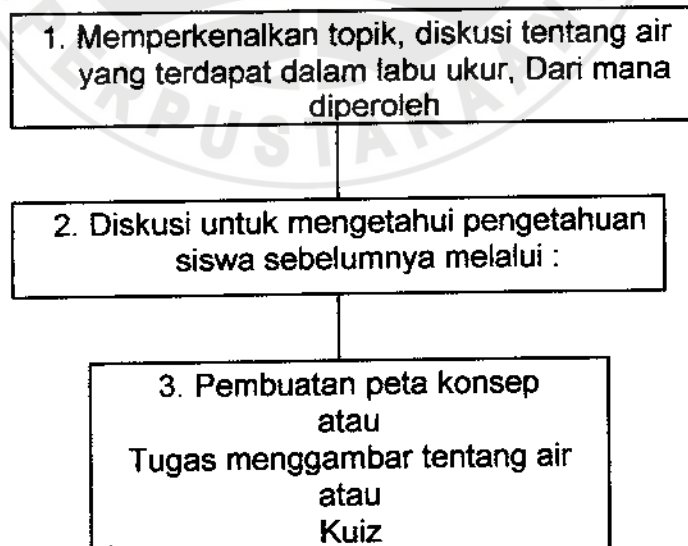 1. Memperkenalkan topik, diskusi tentang air
yang terdapat dalam labu ukur, Dari mana
diperoleh
PERPUSTAKAAN
2. Diskusi untuk mengetahui pengetahuan
siswa sebelumnya melalui :
3. Pembuatan peta konsep
atau
Tugas menggambar tentang air
atau
Kuiz